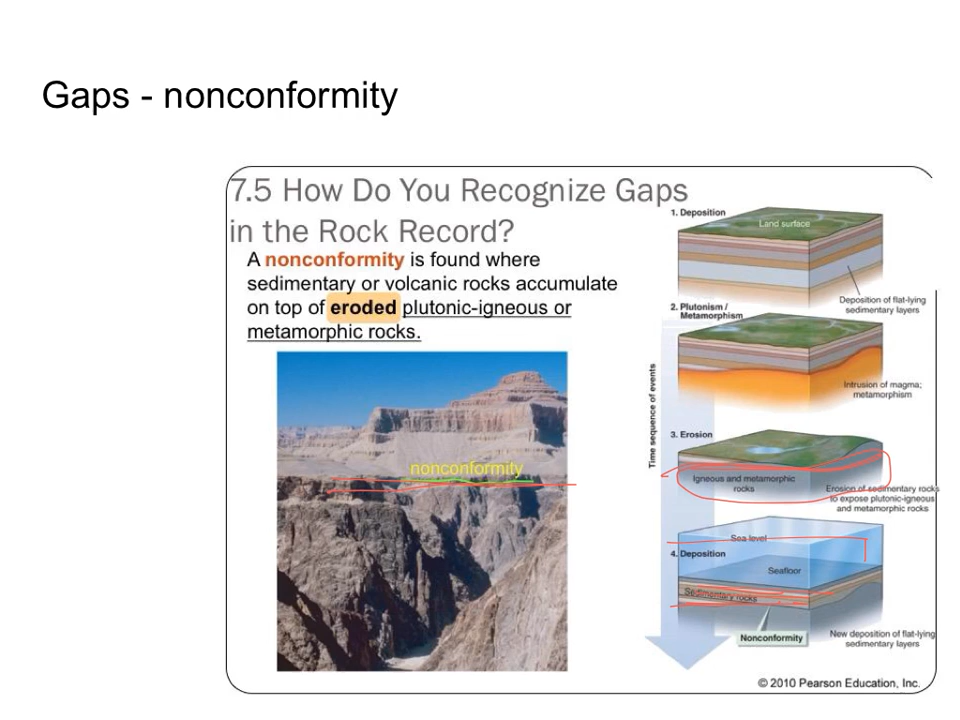 Gaps - nonconformity
7.5 How Do You Recognize Gaps
in the Rock Record?
A nonconformity is found where
sedimentary or volcanic rocks accumulate
on top of eroded plutonic-igneous or
metamorphic rocks.
nonconformity
Time sequence of events
1. Deposition
Land surface
Deposition of flat-lying
sedimentary layers
2. Plutonism /
Metamorphism
Intrusion of magma;
metamorphism
3. Erosion
Igneous and metamorphic
rocks
Erosion of sedimentary rocks
to expose plutonic-igneous
and metamorphic rocks
Sea level
4. Deposition
Seafloor
Sedimentary rocks
Nonconformity
New deposition of flat-lying
sedimentary layers
© 2010 Pearson Education, Inc.